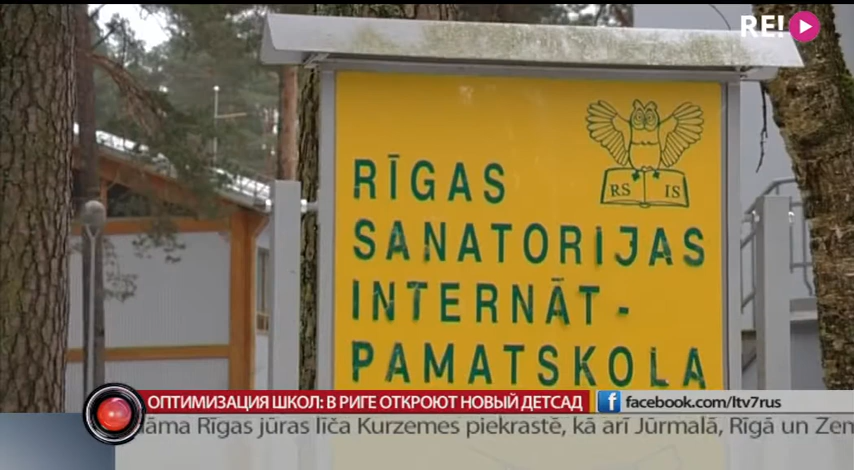 RE!
RS IS
RĪGAS
SANATORIJAS
INTERNĀT-
PAMATSKOLA
ОПТИМИЗАЦИЯ ШКОЛ: В РИГЕ ОТКРОЮТ НОВЫЙ ДЕТСАД
facebook.com/ltv7rus
Rīgas jūras līča Kurzemes piekrastē, kā arī Jūrmalā, Rīgā un Zem